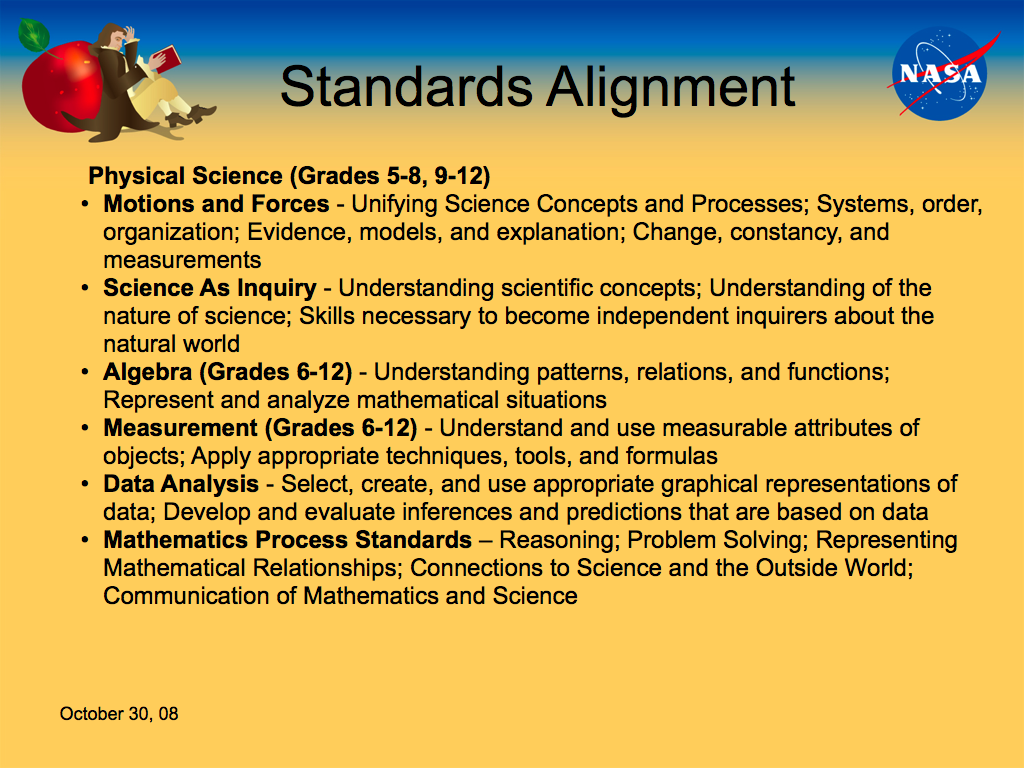 Standards Alignment
NASA
Physical Science (Grades 5-8, 9-12)
• Motions and Forces - Unifying Science Concepts and Processes; Systems, order,
organization; Evidence, models, and explanation; Change, constancy, and
measurements
• Science As Inquiry - Understanding scientific concepts; Understanding of the
nature of science; Skills necessary to become independent inquirers about the
natural world
• Algebra (Grades 6-12) - Understanding patterns, relations, and functions;
Represent and analyze mathematical situations
• Measurement (Grades 6-12) - Understand and use measurable attributes of
objects; Apply appropriate techniques, tools, and formulas
• Data Analysis - Select, create, and use appropriate graphical representations of
data; Develop and evaluate inferences and predictions that are based on data
• Mathematics Process Standards – Reasoning; Problem Solving; Representing
Mathematical Relationships; Connections to Science and the Outside World;
Communication of Mathematics and Science
October 30, 08